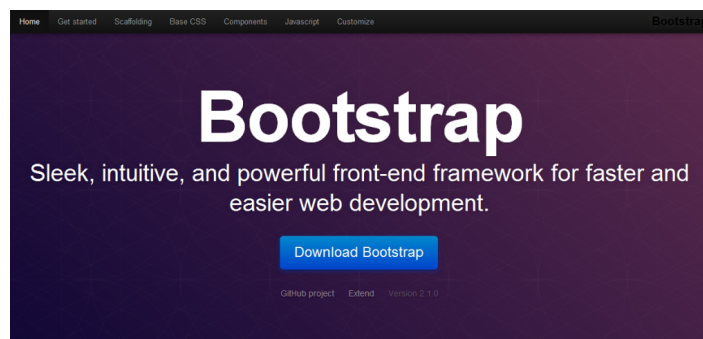 Home Get started Scaffolding Base CSS Components Javascript Customize Bootstrap
Bootstrap
Sleek, intuitive, and powerful front-end framework for faster and
easier web development.
Download Bootstrap
GitHub project Extend Version 2.1.0